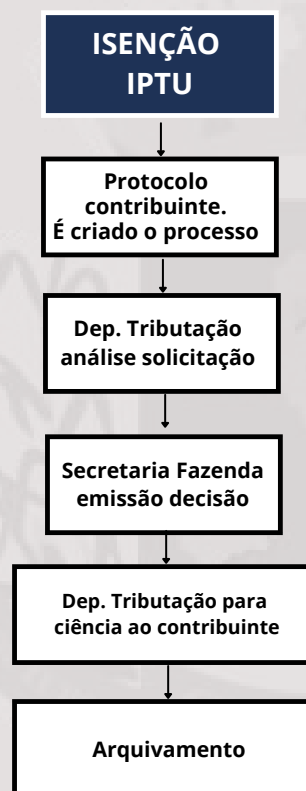 ISENÇÃO
IPTU
Protocolo
contribuinte.
É criado o processo
Dep. Tributação
análise solicitação
Secretaria Fazenda
emissão decisão
Dep. Tributação para
ciência ao contribuinte
Arquivamento